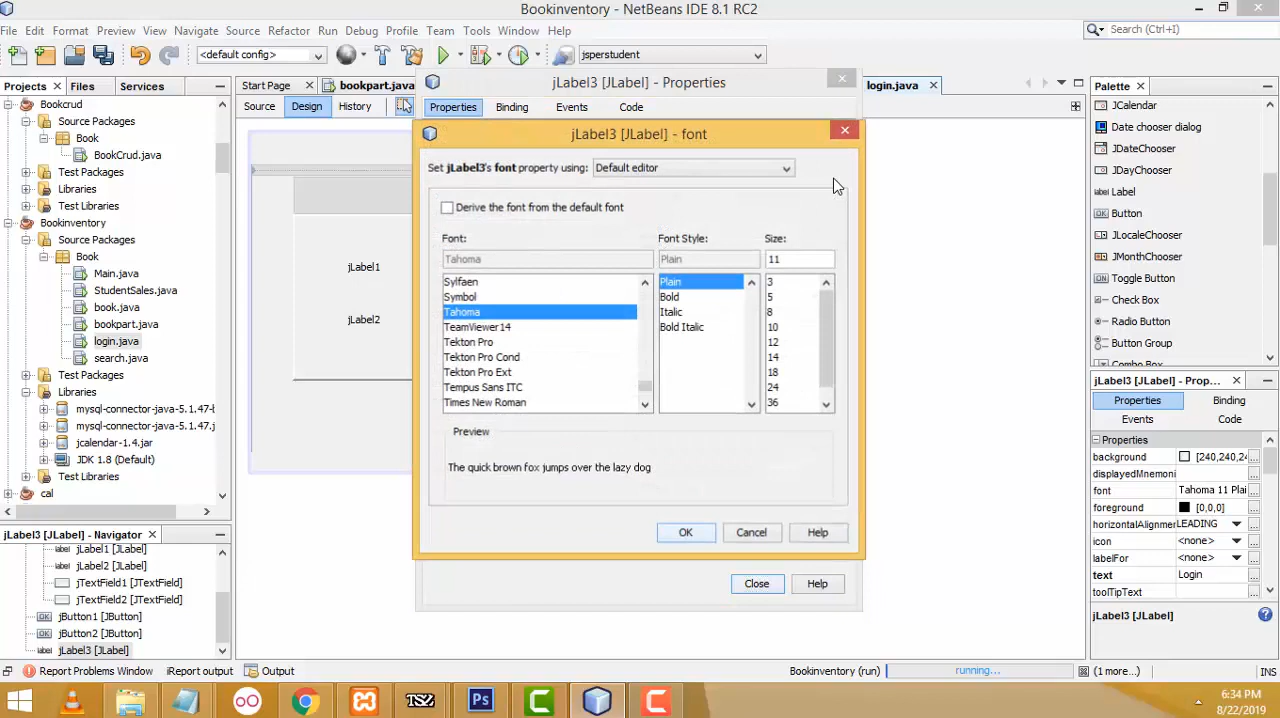 Bookinventory - NetBeans IDE 8.1 RC2
File Edit Format Preview View Navigate Source Refactor Run Debug Profile Team Tools Window Help
Search (Ctrl+I)
<default config>
jsperstudent
Projects Files Services
Start Page
bookpart.java
login.java
Palette
Source Design History
Bookcrud
Source Packages
Book
BookCrud.java
Test Packages
Libraries
Test Libraries
Bookinventory
Source Packages
Book
Main.java
StudentSales.java
book.java
bookpart.java
login.java
search.java
Test Packages
Libraries
mysql-connector-java-5.1.47-b
mysql-connector-java-5.1.47.j
jcalendar-1.4.jar
JDK 1.8 (Default)
Test Libraries
cal
jLabel3 [JLabel] - Navigator
jLabel1 [JLabel]
jLabel2 [JLabel]
jTextField1 [JTextField]
jTextField2 [JTextField]
jButton1 [JButton]
jButton2 [JButton]
jLabel3 [JLabel]
jLabel1
jLabel2
jLabel3 [JLabel] - Properties
Properties Binding Events Code
jLabel3 [JLabel] - font
Set jLabel3's font property using: Default editor
Derive the font from the default font
Font: Font Style: Size:
Tahoma Plain 11
Sylfaen Plain 3
Symbol Bold 5
Tahoma Italic 8
TeamViewer14 Bold Italic 10
Tekton Pro 12
Tekton Pro Cond 14
Tekton Pro Ext 18
Tempus Sans ITC 24
Times New Roman 36
Preview
The quick brown fox jumps over the lazy dog
OK Cancel Help
Close Help
JCalendar
Date chooser dialog
JDateChooser
JDayChooser
Label
Button
JLocaleChooser
JMonthChooser
Toggle Button
Check Box
Radio Button
Button Group
Combo Box
jLabel3 [JLabel] - Prop...
Properties Binding
Events Code
Properties
background [240,240,24 ...
displayedMnemoni ...
font Tahoma 11 Plai ...
foreground [0,0,0] ...
horizontalAlignmen LEADING ...
icon <none> ...
labelFor <none> ...
text Login ...
toolTipText ...
jLabel3 [JLabel]
Report Problems Window iReport output Output
Bookinventory (run) running... (1 more...) INS
TS2 Ps
6:34 PM
8/22/2019